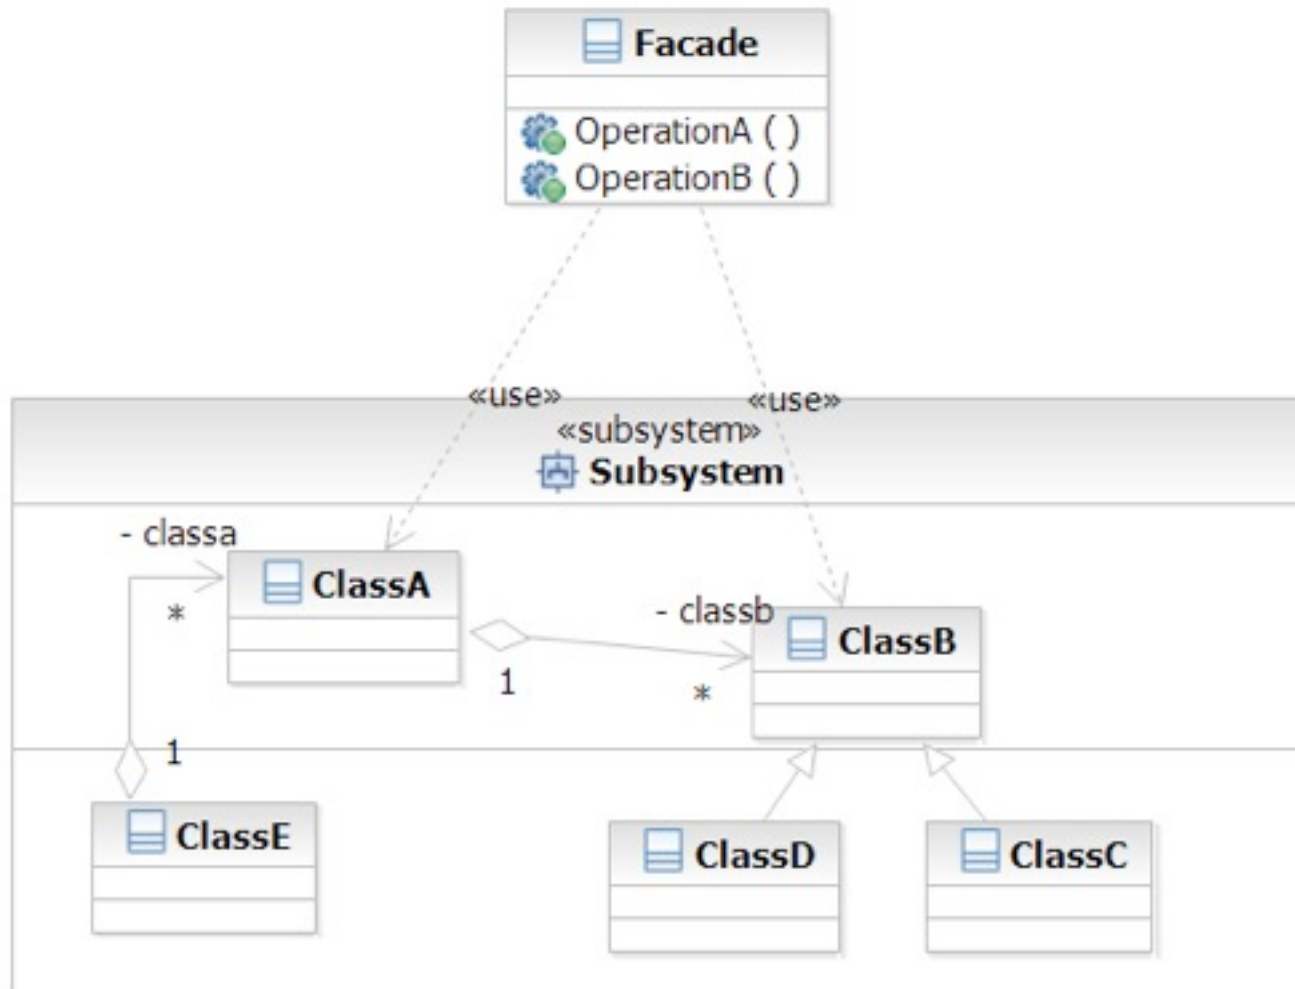 Facade
OperationA ( )
OperationB ( )
«use»
«use»
«subsystem»
Subsystem
- classa
*
ClassA
- classb
1
*
ClassB
1
ClassE
ClassD
ClassC